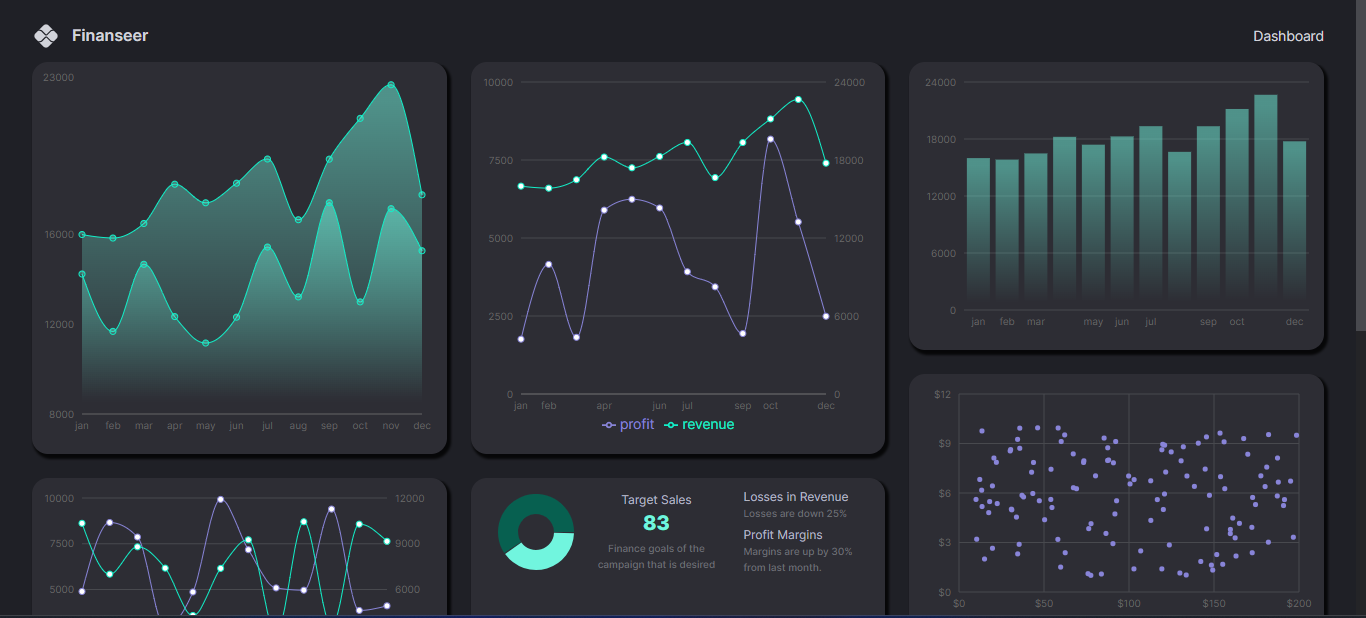 Finanseer
Dashboard
23000
16000
12000
8000
jan feb mar apr may jun jul aug sep oct nov dec
10000 24000
7500 18000
5000 12000
2500 6000
0 0
jan feb apr jun jul sep oct dec
profit revenue
24000
18000
12000
6000
0
jan feb mar may jun jul sep oct dec
10000 12000
7500 9000
5000 6000
Target Sales
83
Finance goals of the
campaign that is desired
Losses in Revenue
Losses are down 25%
Profit Margins
Margins are up by 30%
from last month.
$12
$9
$6
$3
$0
$0 $50 $100 $150 $200